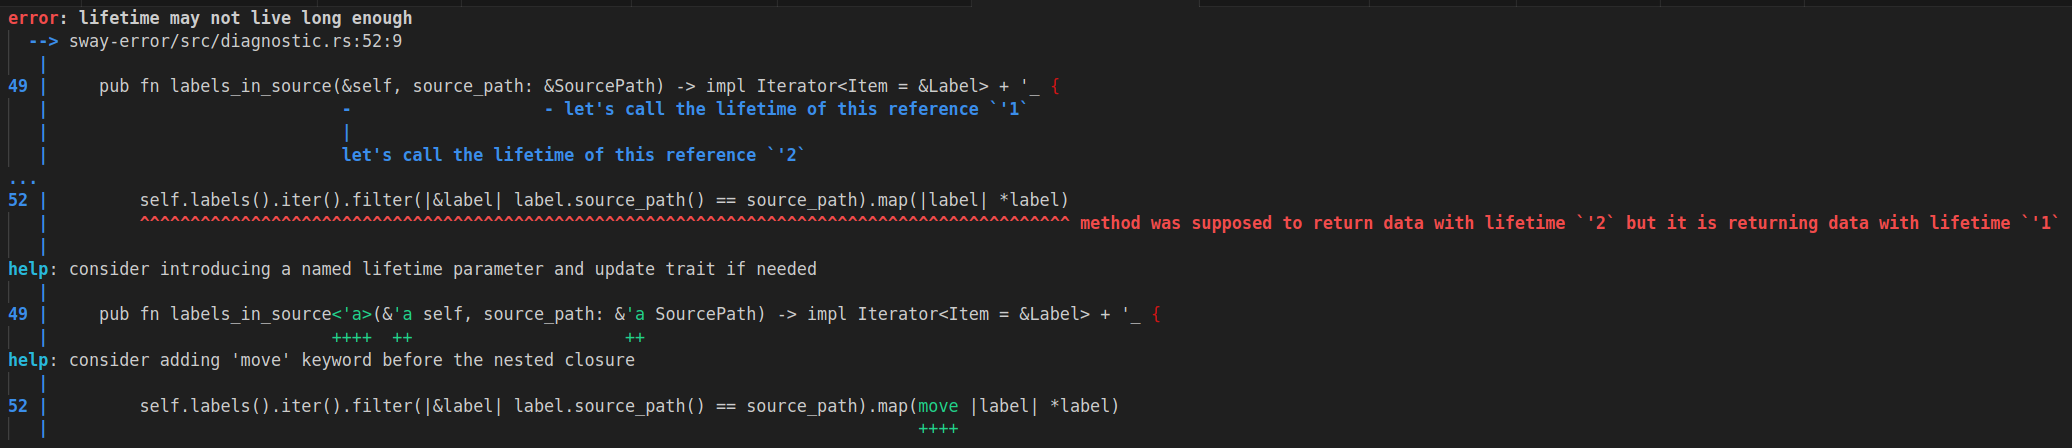 error: lifetime may not live long enough
  --> sway-error/src/diagnostic.rs:52:9
   |
49 |     pub fn labels_in_source(&self, source_path: &SourcePath) -> impl Iterator<Item = &Label> + '_ {
   |                             -                   - let's call the lifetime of this reference `'1`
   |                             |
   |                             let's call the lifetime of this reference `'2`
...
52 |         self.labels().iter().filter(|&label| label.source_path() == source_path).map(|label| *label)
   |         ^^^^^^^^^^^^^^^^^^^^^^^^^^^^^^^^^^^^^^^^^^^^^^^^^^^^^^^^^^^^^^^^^^^^^^^^^^^^^^^^^^^^^^^^^^^^ method was supposed to return data with lifetime `'2` but it is returning data with lifetime `'1`
   |
help: consider introducing a named lifetime parameter and update trait if needed
   |
49 |     pub fn labels_in_source<'a>(&'a self, source_path: &'a SourcePath) -> impl Iterator<Item = &Label> + '_ {
   |                            ++++  ++                     ++
help: consider adding 'move' keyword before the nested closure
   |
52 |         self.labels().iter().filter(|&label| label.source_path() == source_path).map(move |label| *label)
   |                                                                                      ++++